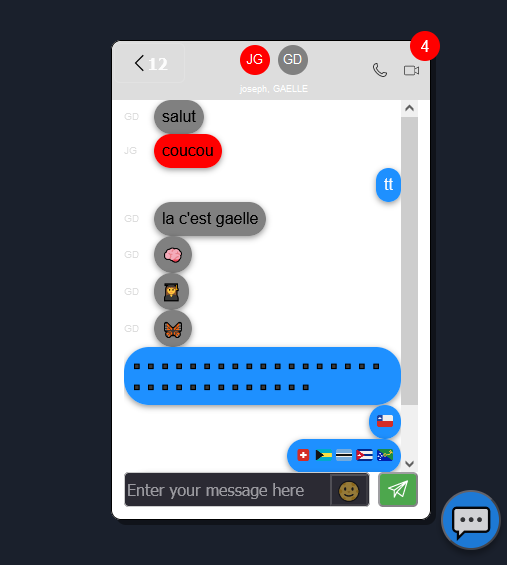 4
12
JG GD
joseph, GAELLE
GD salut
JG coucou
tt
GD la c'est gaelle
GD
GD
GD
Enter your message here